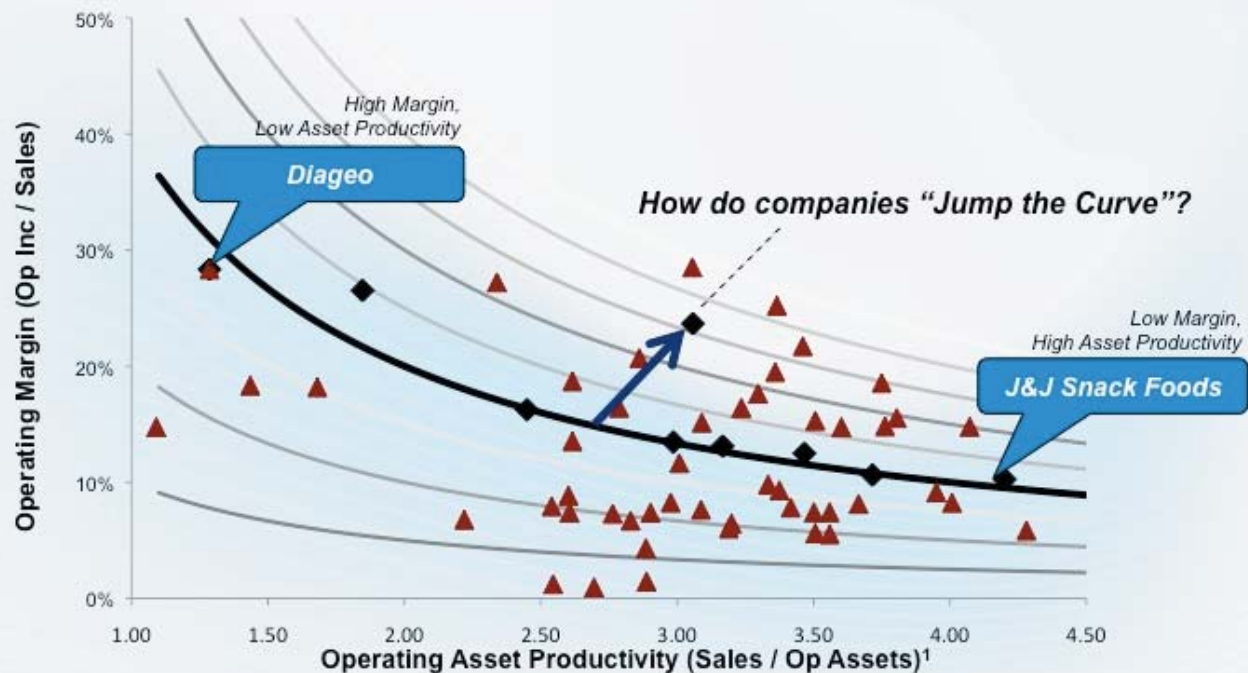 50%
40%
30%
20%
10%
0%
Operating Margin (Op Inc / Sales)
High Margin,
Low Asset Productivity
Diageo
How do companies “Jump the Curve”?
Low Margin,
High Asset Productivity
J&J Snack Foods
1.00 1.50 2.00 2.50 3.00 3.50 4.00 4.50
Operating Asset Productivity (Sales / Op Assets)¹